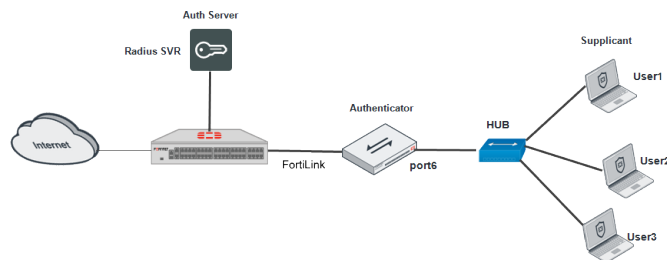 Auth Server
Radius SVR
Supplicant
User1
Authenticator
HUB
Internet
FortiLink
port6
User2
User3